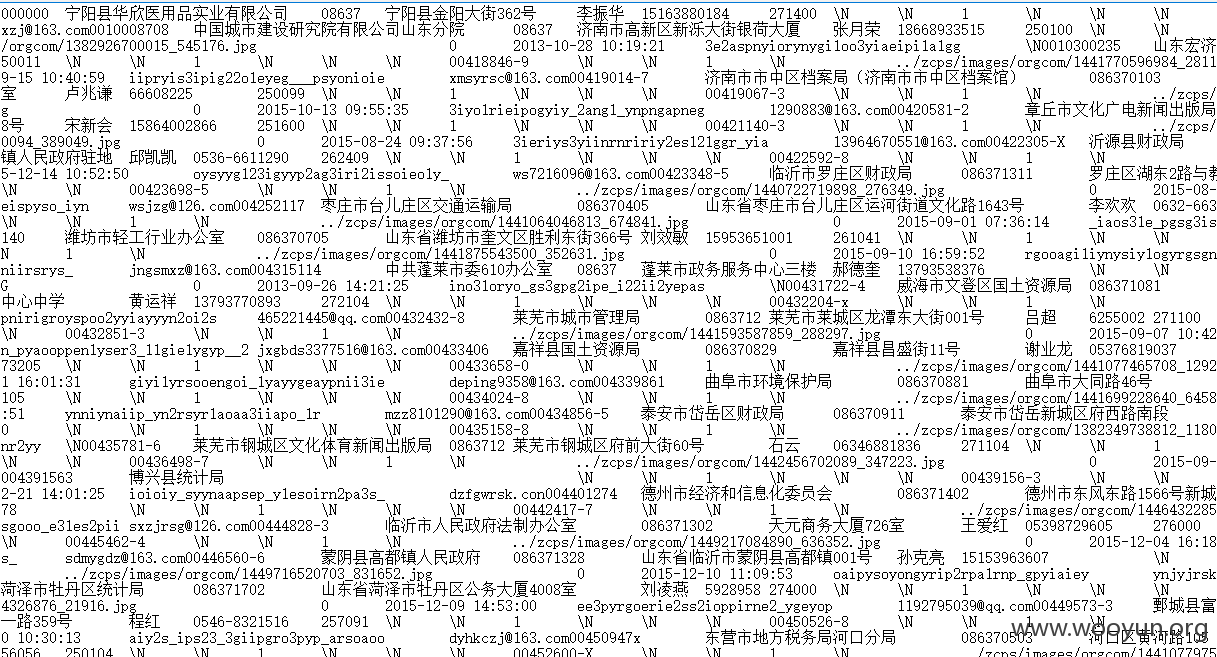 000000 宁阳县华欣医用品实业有限公司 08637 宁阳县金阳大街362号 李振华 15163880184 271400 \N \N 1 \N \N \N
xzj@163.com0010008708 中国城市建设研究院有限公司山东分院 08637 济南市高新区新泺大街银荷大厦 张月荣 18668933515 250100 \N \N
/orgcom/1382926700015_545176.jpg 0 2013-10-28 10:19:21 3e2aspnyiorynygiloo3yiaeipilalgg \N0010300235 山东宏济
50011 \N \N 1 \N \N \N 00418846-9 \N \N 1 \N ../zcps/images/orgcom/1441770596984_2811
9-15 10:40:59 iipryis3ipig22oleyeg___psyonioie xmsyrsc@163.com00419014-7 济南市市中区档案局（济南市市中区档案馆） 086370103
室 卢兆谦 66608225 250099 \N \N 1 \N \N \N 00419067-3 \N \N 1 \N ../zcps/
g 0 2015-10-13 09:55:35 3iyolrieipogyiy_2angl_ynpngapneg 1290883@163.com00420581-2 章丘市文化广电新闻出版局
8号 宋新会 15864002866 251600 \N \N 1 \N \N \N 00421140-3 \N \N 1 \N ../zcps/
0094_389049.jpg 0 2015-08-24 09:37:56 3ieriys3yiinrnririy2es12lggr_yia 13964670551@163.com00422305-X 沂源县财政局
镇人民政府驻地 邱凯凯 0536-6611290 262409 \N \N 1 \N \N \N 00422592-8 \N \N 1 \N
5-12-14 10:52:50 oysyyg123igyyp2ag3iri2issoieoly_ ws7216096@163.com00423348-5 临沂市罗庄区财政局 086371311 罗庄区湖东2路与
\N \N 00423698-5 \N \N 1 \N ../zcps/images/orgcom/1440722719898_276349.jpg 0 2015-08-
eispyso_iyn wsjzg@126.com004252117 枣庄市台儿庄区交通运输局 086370405 山东省枣庄市台儿庄区运河街道文化路1643号 李欢欢 0632-663
\N \N 1 \N ../zcps/images/orgcom/1441064046813_674841.jpg 0 2015-09-01 07:36:14 _iaos31e_pgsg3is
140 潍坊市轻工行业办公室 086370705 山东省潍坊市奎文区胜利东街366号 刘效敏 15953651001 261041 \N \N 1 \N \N
N 1 \N ../zcps/images/orgcom/1441875543500_352631.jpg 0 2015-09-10 16:59:52 rgooagiliynysiylogyrgsgn
niirsrys_ jngsmxz@163.com004315114 中共蓬莱市委610办公室 08637 蓬莱市政务服务中心三楼 郝德奎 13793538376 \N \N
G 0 2013-09-26 14:21:25 ino3loryo_gs3gpg2ipe_i22ii2yepas \N00431722-4 威海市文登区国土资源局 086371081
中心中学 黄运祥 13793770893 272104 \N \N 1 \N \N \N 00432204-x \N \N 1 \N
pnirigroyspoo2yyiayyyn2oi2s 465221445@qq.com00432432-8 莱芜市城市管理局 0863712 莱芜市莱城区龙潭东大街001号 吕超 6255002 271100
\N 00432851-3 \N \N 1 \N ../zcps/images/orgcom/1441593587859_288297.jpg 0 2015-09-07 10:42
n_pyaooppenlyser3_llgielygyp__2 jxgbds3377516@163.com00433406 嘉祥县国土资源局 086370829 嘉祥县昌盛街11号 谢业龙 05376819037
73205 \N \N 1 \N \N \N 00433658-0 \N \N 1 \N ../zcps/images/orgcom/1441077465708_1292
1 16:01:31 giyilyrsooengoi_lyayygeaypnii3ie deping9358@163.com004339861 曲阜市环境保护局 086370881 曲阜市大同路46号
105 \N \N 1 \N \N \N 00434024-8 \N \N 1 \N ../zcps/images/orgcom/1441699228640_6458
:51 ynniynaiip_yn2rsyrlaoaa3iiapo_lr mzz8101290@163.com00434856-5 泰安市岱岳区财政局 086370911 泰安市岱岳新城区府西路南段
0 \N \N 1 \N \N \N 00435158-8 \N \N 1 \N ../zcps/images/orgcom/1382349738812_1180
nr2yy \N00435781-6 莱芜市钢城区文化体育新闻出版局 0863712 莱芜市钢城区府前大街60号 石云 06346881836 271104 \N \N 1
\N \N 00436498-7 \N \N 1 \N ../zcps/images/orgcom/1442456702089_347223.jpg 0 2015-09-
004391563 博兴县统计局 \N \N 1 \N \N \N 00439156-3 \N \N
2-21 14:01:25 ioioiy_syynaapsep_ylesoirn2pa3s_ dzfgwrsk.con004401274 德州市经济和信息化委员会 086371402 德州市东风东路1566号新城
78 \N \N 1 \N \N \N 00442417-7 \N \N 1 \N ../zcps/images/orgcom/1446432285
sgooo_e31es2pii sxzjrsg@126.com00444828-3 临沂市人民政府法制办公室 086371302 天元商务大厦726室 王爱红 05398729605 276000
\N 00445462-4 \N \N 1 \N ../zcps/images/orgcom/1449217084890_636352.jpg 0 2015-12-04 16:18
s_ sdmygdz@163.com00446560-6 蒙阴县高都镇人民政府 086371328 山东省临沂市蒙阴县高都镇001号 孙克亮 15153963607 \N
../zcps/images/orgcom/1449716520703_831652.jpg 0 2015-12-10 11:09:53 oaipysoyongyrip2rpalrnp_gpyiaiey ynjyjrsk
菏泽市牡丹区统计局 086371702 山东省菏泽市牡丹区公务大厦4008室 刘凌燕 5928958 274000 \N \N 1 \N \N \N
4326876_21916.jpg 0 2015-12-09 14:53:00 ee3pyrgoerie2ss2ioppirne2_ygeyop 1192795039@qq.com00449573-3 鄄城县富
一路359号 程红 0546-8321516 257091 \N \N 1 \N \N \N 00450526-8 \N \N 1 \N
0 10:30:13 aiy2s_ips23_3giipgro3pyp_arsoaoo dyhkczj@163.com00450947x 东营市地方税务局河口分局 086370503 河口区黄河路105
56056 250104 \N \N 1 \N \N \N 00452600-X \N \N 1 \N ../zcps/images/orgcom/144107797
www.wooyun.org